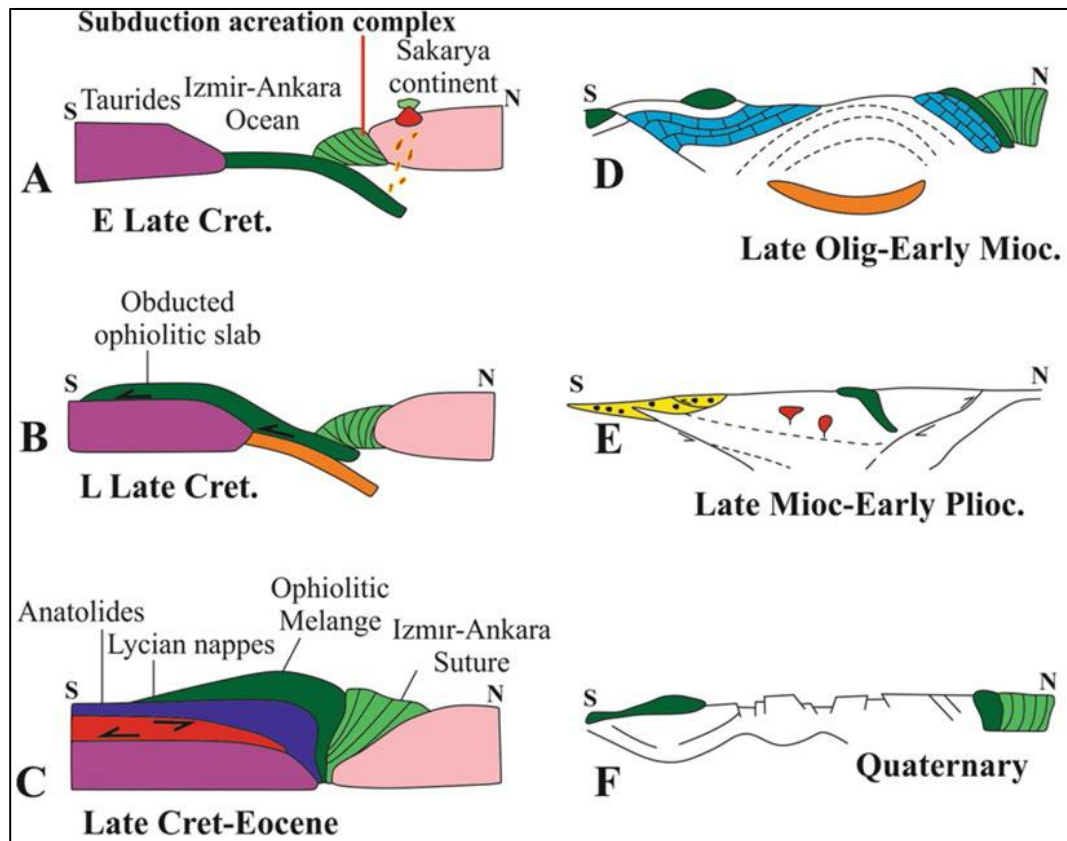 Subduction acreation complex
Sakarya
continent
S
Taurides
Izmir-Ankara
Ocean
N
A
E Late Cret.
Obducted
ophiolitic slab
S
N
B
L Late Cret.
Ophiolitic
Melange
Anatolides
Lycian nappes
Izmır-Ankara
Suture
S
N
C
Late Cret-Eocene
S
N
D
Late Olig-Early Mioc.
S
N
E
Late Mioc-Early Plioc.
S
N
F
Quaternary